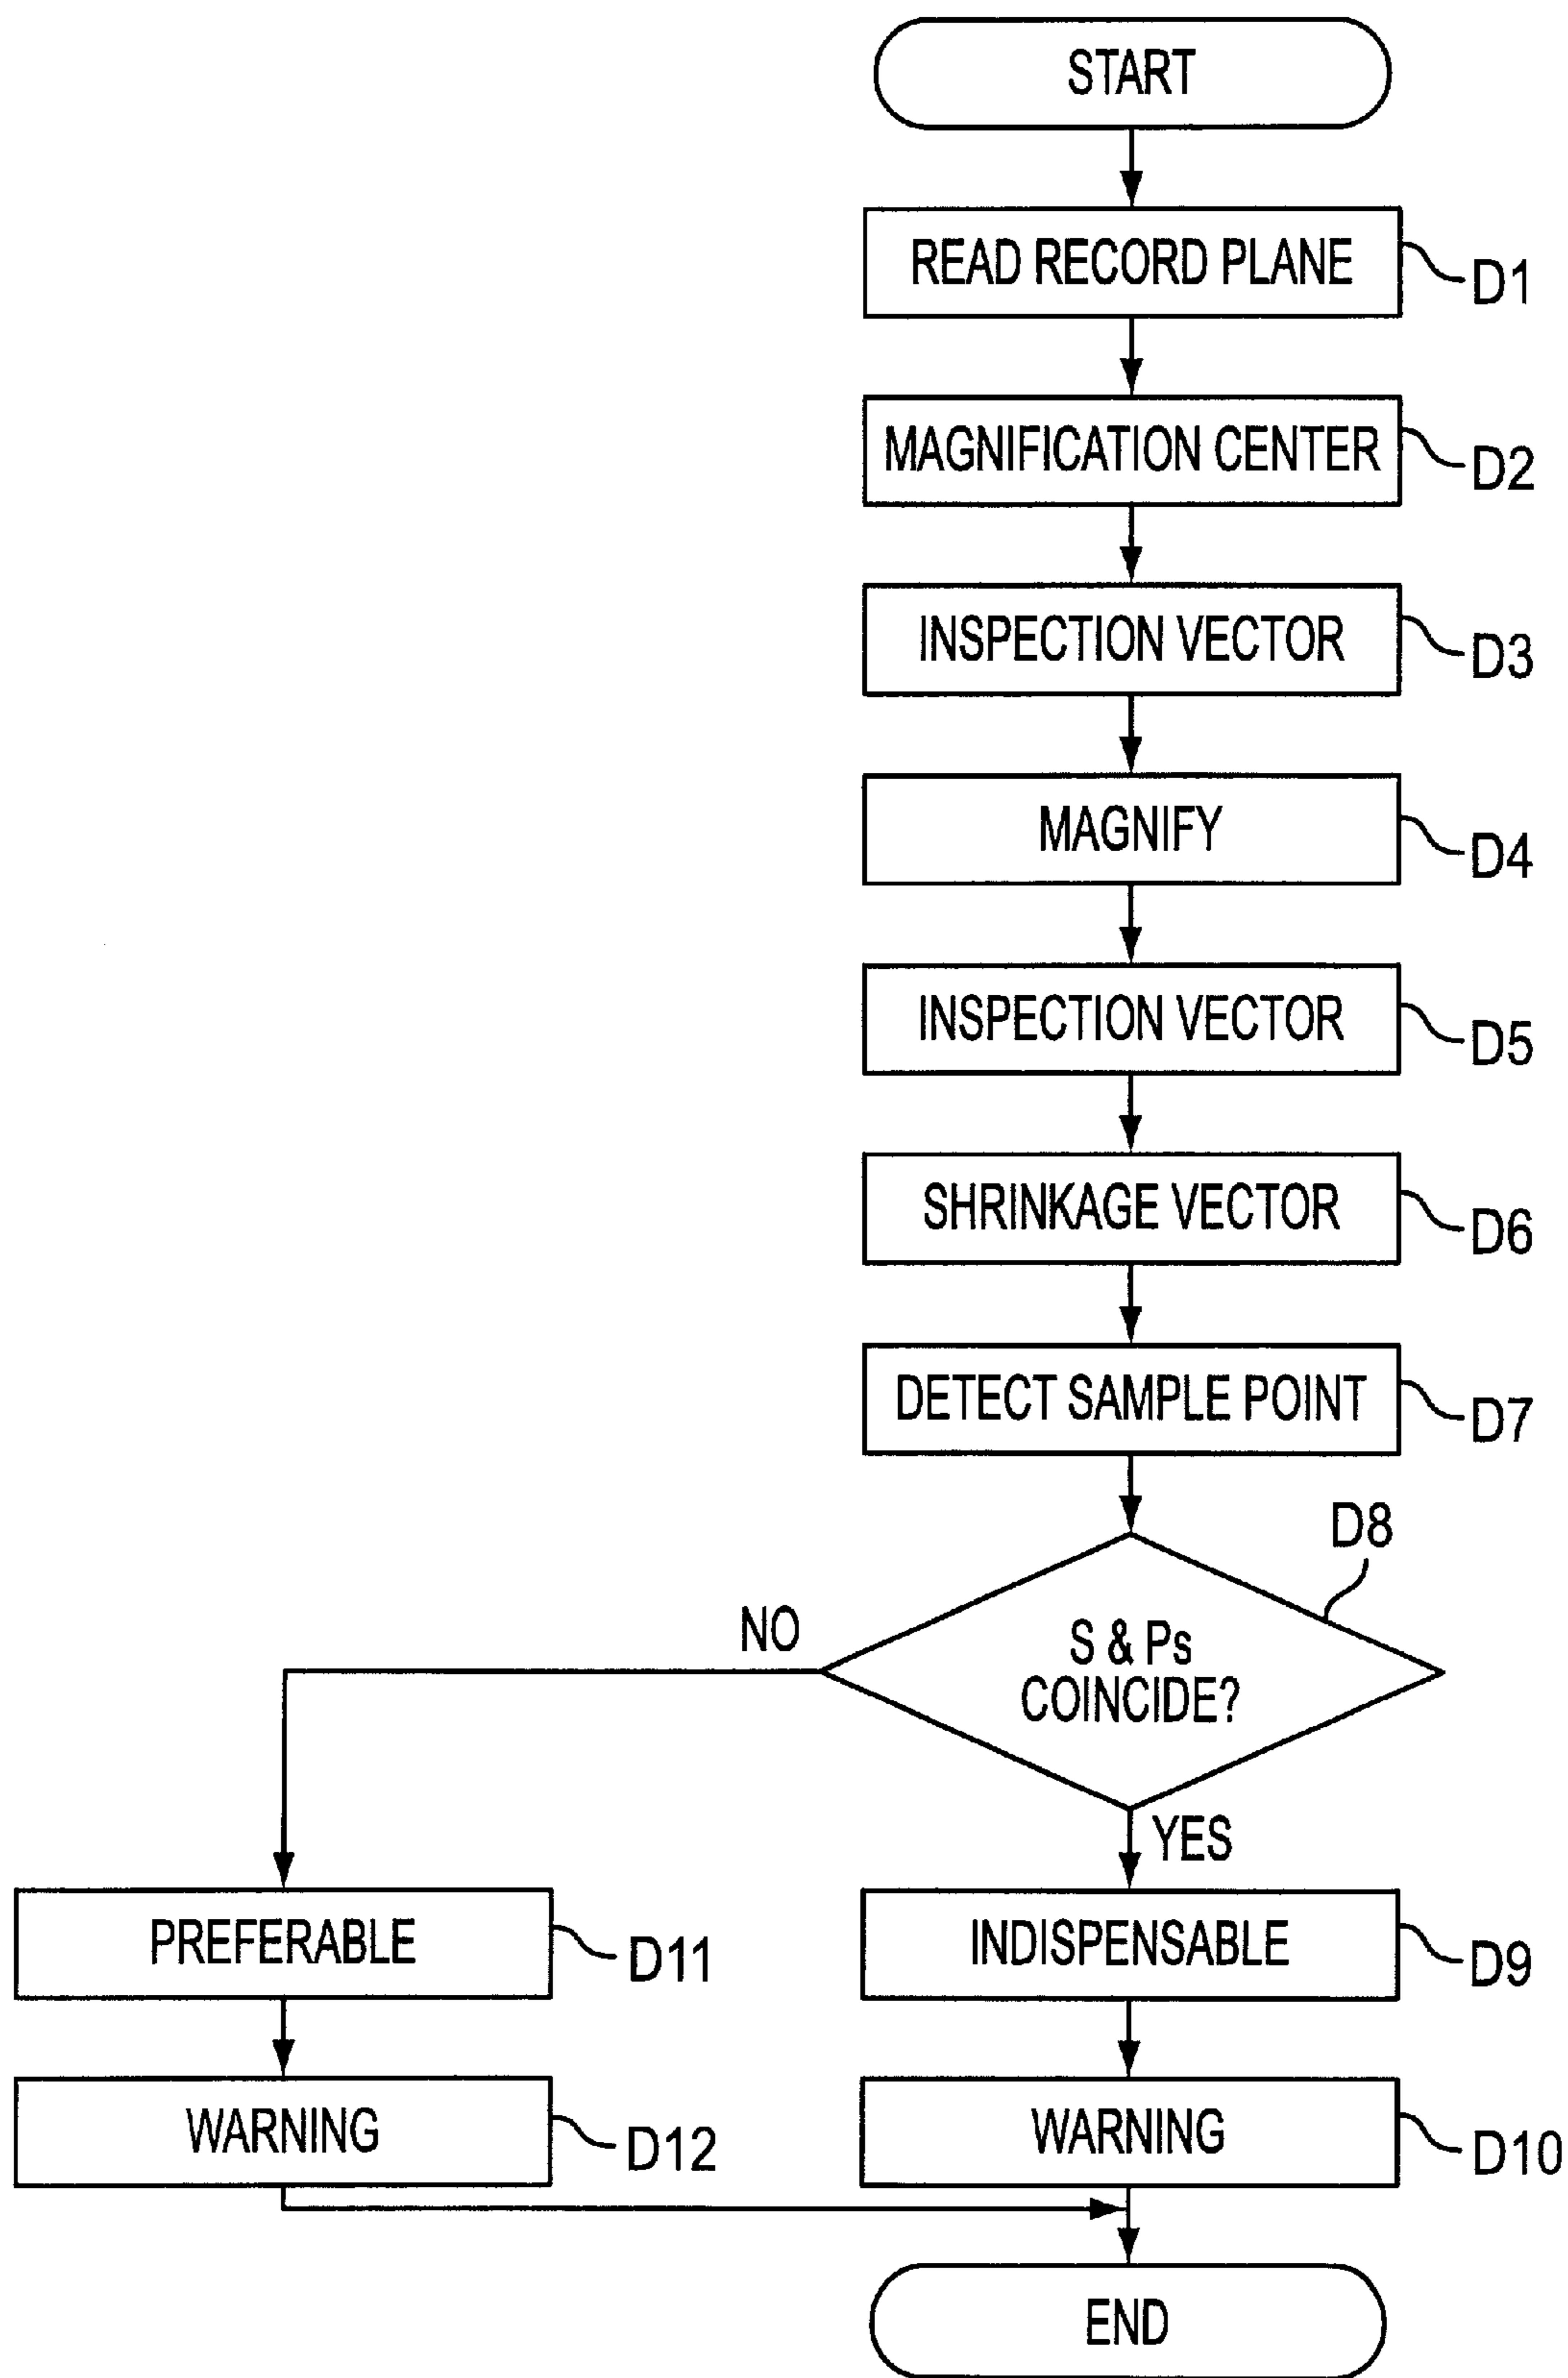 START
READ RECORD PLANE
D1
MAGNIFICATION CENTER
D2
INSPECTION VECTOR
D3
MAGNIFY
D4
INSPECTION VECTOR
D5
SHRINKAGE VECTOR
D6
DETECT SAMPLE POINT
D7
D8
S & Ps
COINCIDE?
NO
YES
PREFERABLE
D11
INDISPENSABLE
D9
WARNING
D12
WARNING
D10
END